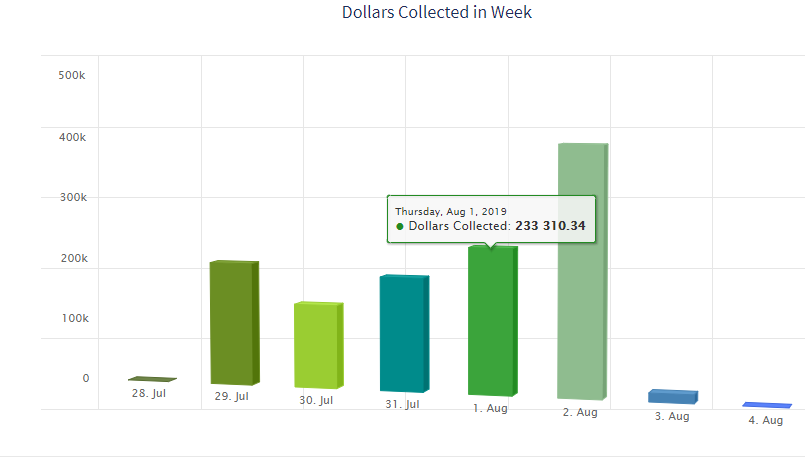 Dollars Collected in Week
500k
400k
300k
200k
100k
0
Thursday, Aug 1, 2019
● Dollars Collected: 233 310.34
28. Jul
29. Jul
30. Jul
31. Jul
1. Aug
2. Aug
3. Aug
4. Aug